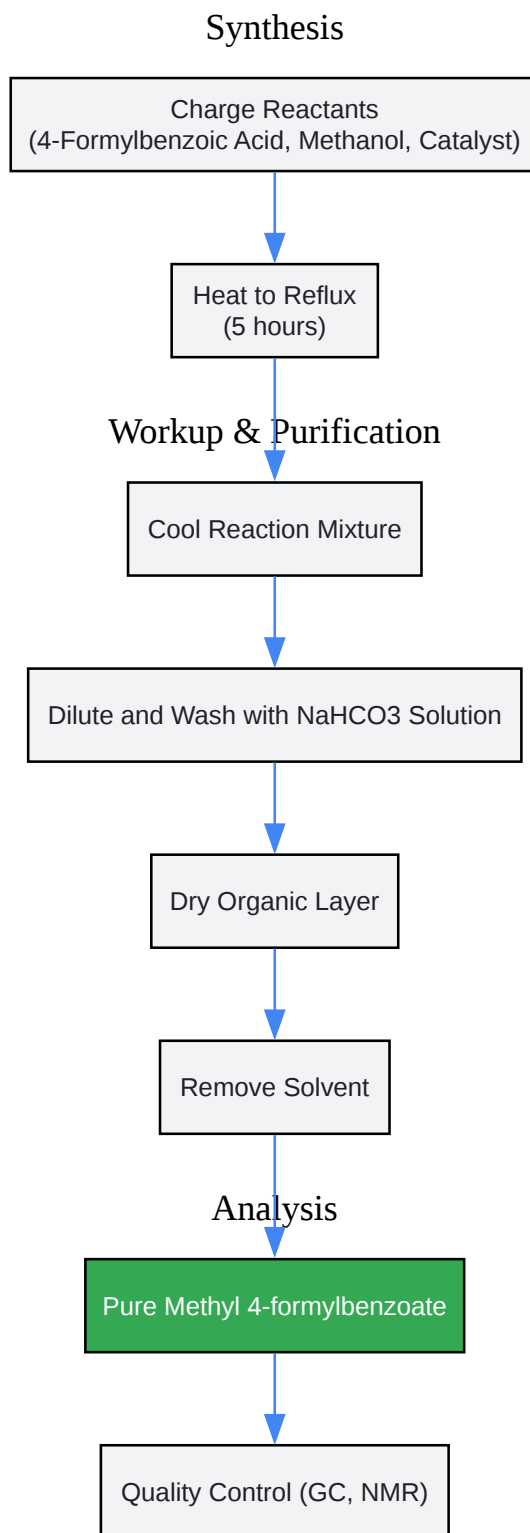 Synthesis
Charge Reactants
(4-Formylbenzoic Acid, Methanol, Catalyst)
Heat to Reflux
(5 hours)
Workup & Purification
Cool Reaction Mixture
Dilute and Wash with NaHCO3 Solution
Dry Organic Layer
Remove Solvent
Analysis
Pure Methyl 4-formylbenzoate
Quality Control (GC, NMR)